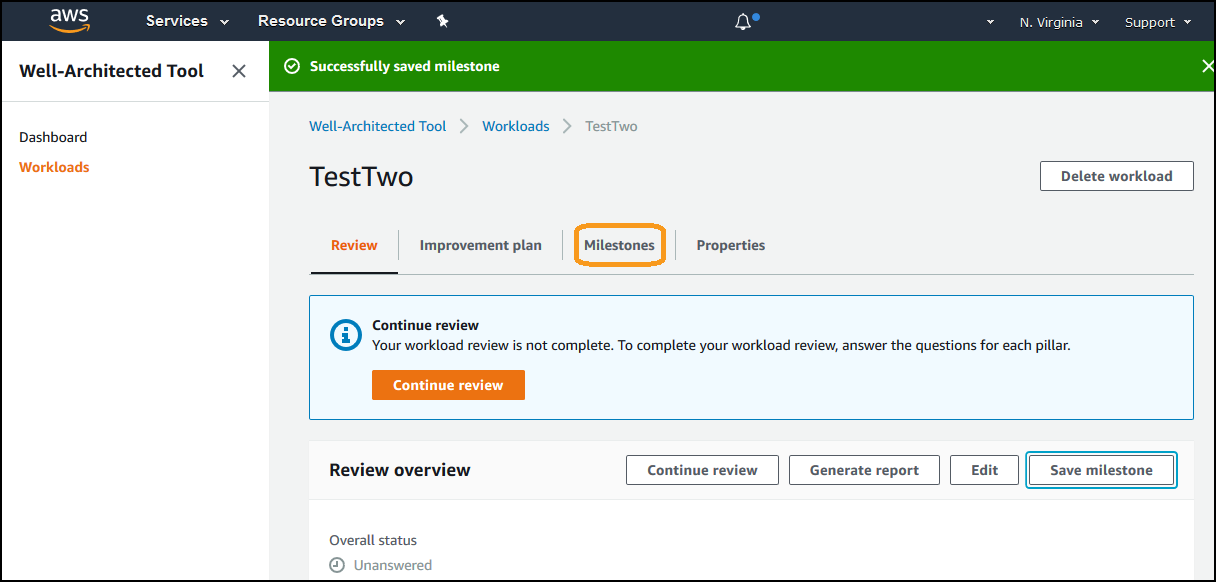 aws Services Resource Groups N. Virginia Support
Well-Architected Tool
Successfully saved milestone
Dashboard
Workloads
Well-Architected Tool Workloads TestTwo
TestTwo
Delete workload
Review Improvement plan Milestones Properties
Continue review
Your workload review is not complete. To complete your workload review, answer the questions for each pillar.
Continue review
Review overview Continue review Generate report Edit Save milestone
Overall status
Unanswered